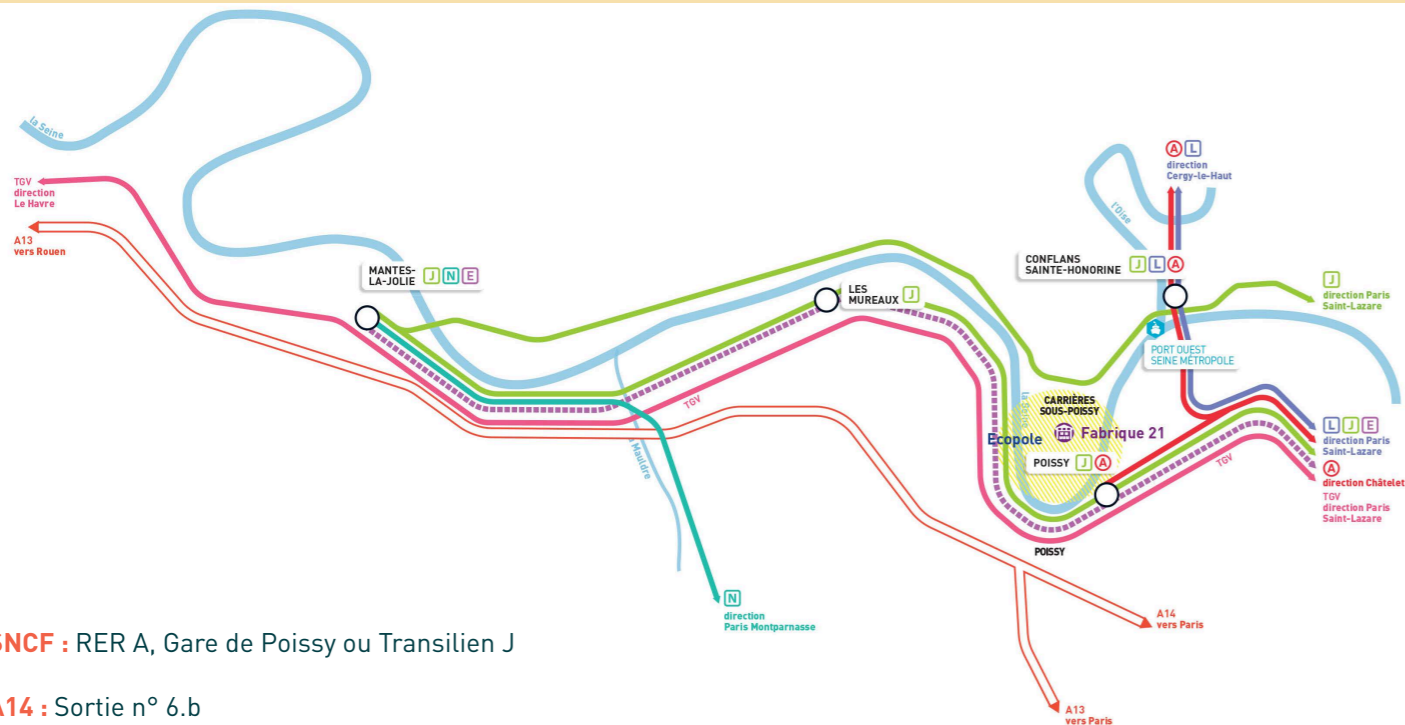 la Seine
TGV
direction
Le Havre
A13
vers Rouen
MANTES-
LA-JOLIE J N E
LES
MUREAUX J
A L
direction
Cergy-le-Haut
l'Oise
CONFLANS
SAINTE-HONORINE J L A
J
direction Paris
Saint-Lazare
PORT OUEST
SEINE MÉTROPOLE
TGV
Mauldre
la Seine
CARRIÈRES
SOUS-POISSY
Ecopole
Fabrique 21
POISSY J A
POISSY
TGV
L J E
direction Paris
Saint-Lazare
A
direction Châtelet
TGV
direction Paris
Saint-Lazare
N
direction
Paris Montparnasse
A14
vers Paris
A13
vers Paris
SNCF : RER A, Gare de Poissy ou Transilien J
A14 : Sortie n° 6.b